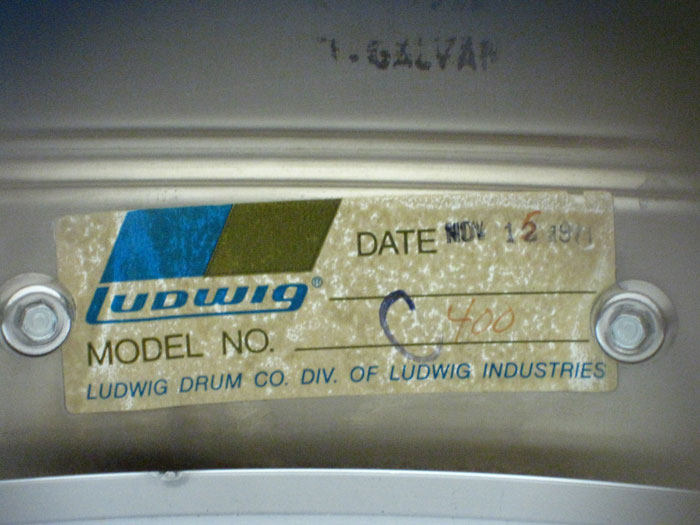 GALVAN
DATE NOV 15 1971
LUDWIG®
C 400
MODEL NO.
LUDWIG DRUM CO. DIV. OF LUDWIG INDUSTRIES